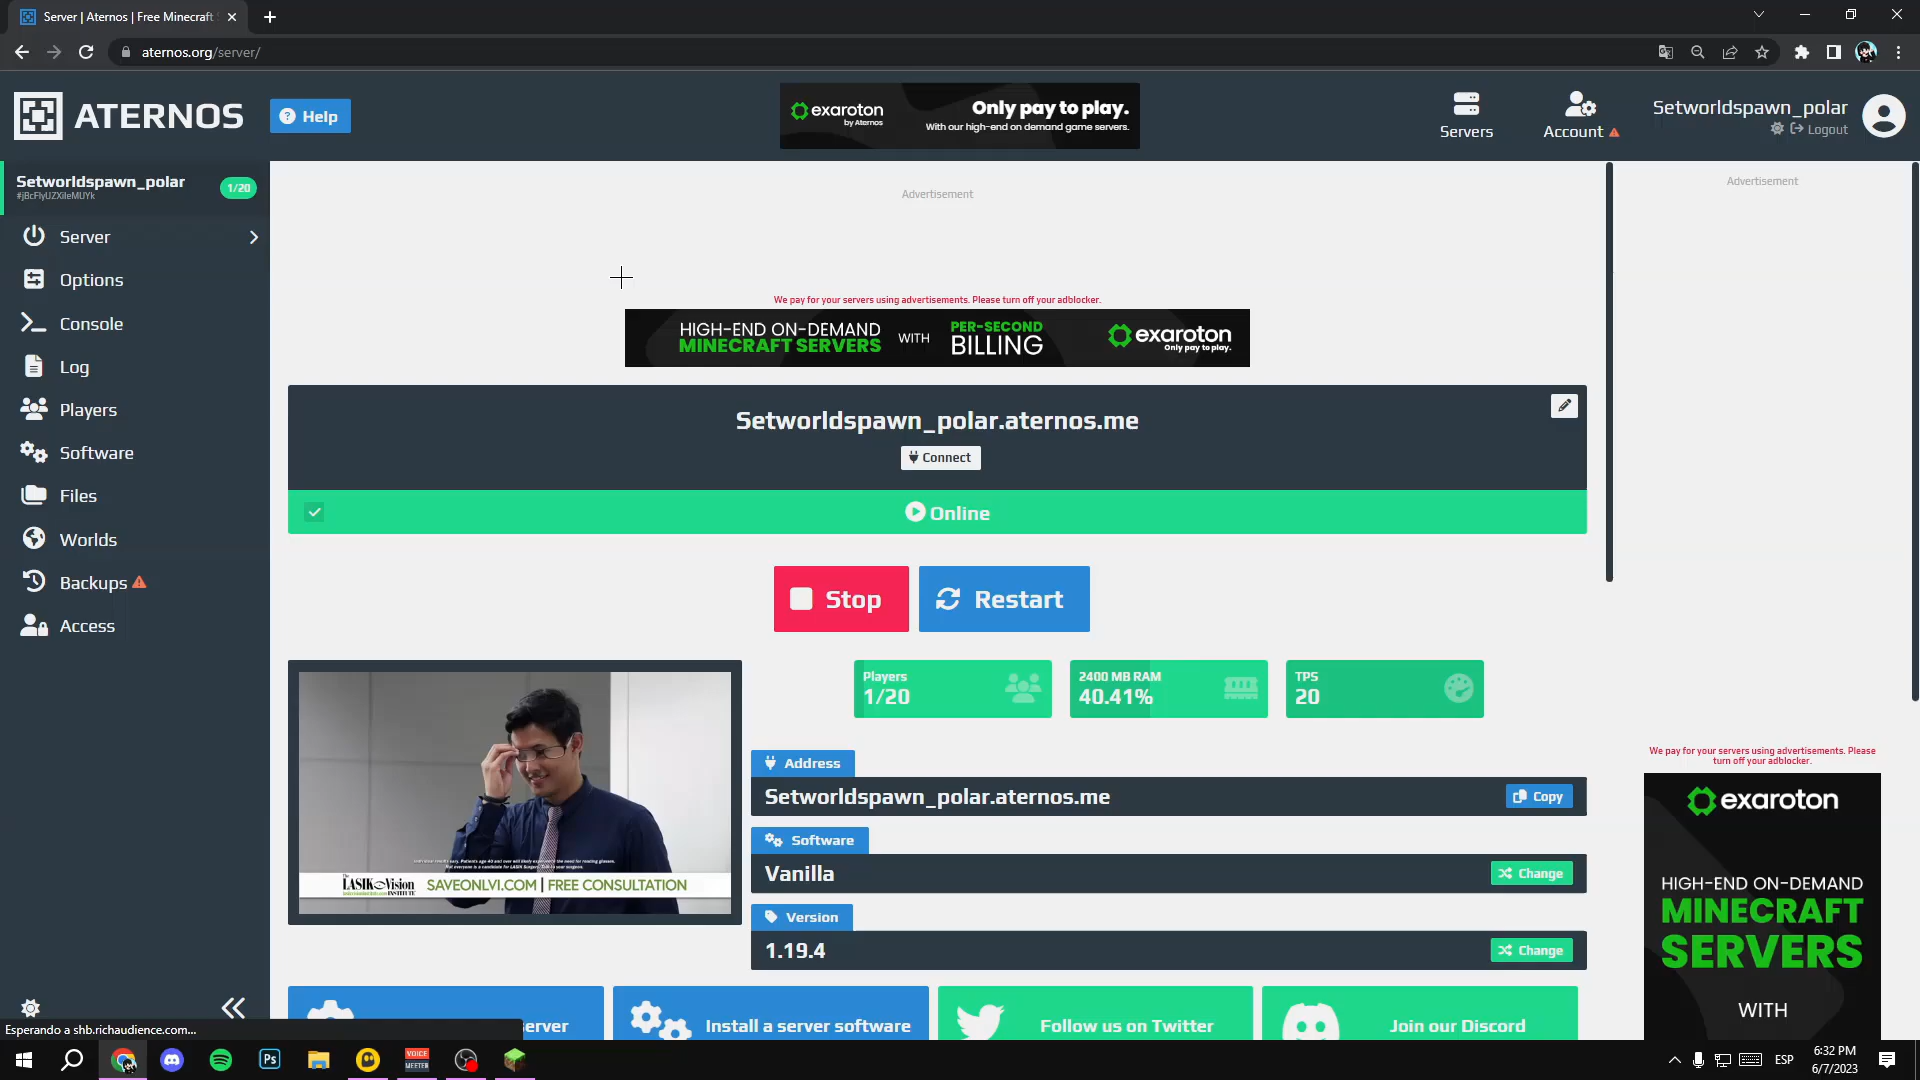 Server | Aternos | Free Minecraft
aternos.org/server/
ATERNOS
Help
exaroton
by Aternos
Only pay to play.
With our high-end on demand game servers.
Servers
Account
Setworldspawn_polar
Logout
Setworldspawn_polar
1/20
Server
Options
Console
Log
Players
Software
Files
Worlds
Backups
Access
Advertisement
We pay for your servers using advertisements. Please turn off your adblocker.
HIGH-END ON-DEMAND
MINECRAFT SERVERS
WITH
PER-SECOND
BILLING
exaroton
Only pay to play.
Setworldspawn_polar.aternos.me
Connect
Online
Stop
Restart
Players
1/20
2400 MB RAM
40.41%
TPS
20
LASIK Vision
INSTITUTE
SAVEONLVI.COM | FREE CONSULTATION
Address
Setworldspawn_polar.aternos.me
Copy
Software
Vanilla
Change
Version
1.19.4
Change
server
Install a server software
Follow us on Twitter
Join our Discord
Advertisement
We pay for your servers using advertisements. Please
turn off your adblocker.
exaroton
HIGH-END ON-DEMAND
MINECRAFT
SERVERS
WITH
Esperando a shb.richaudience.com...
Ps
VOICE
MEETER
ESP
6:32 PM
6/7/2023